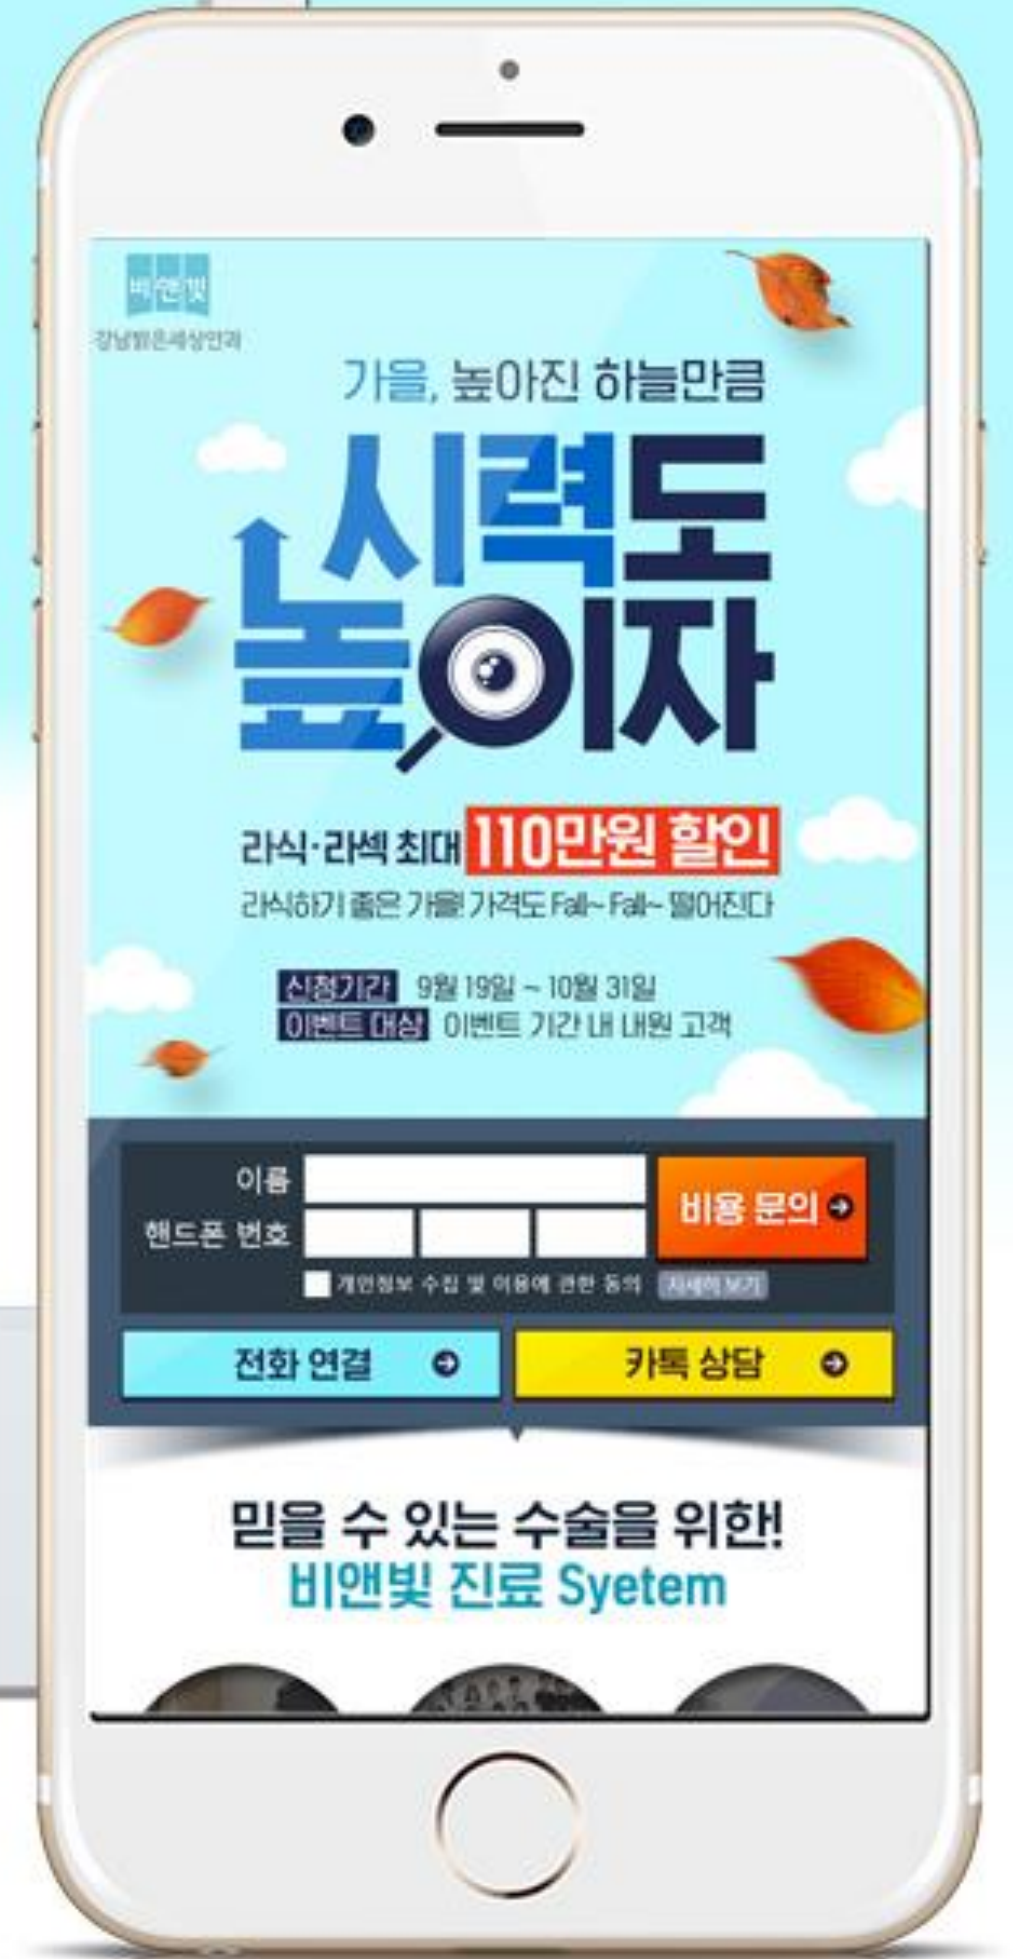 비앤빛
강남밝은세상안과
가을, 높아진 하늘만큼
시력도
높이자
라식·라섹 최대 110만원 할인
라식하기 좋은 가을! 가격도 Fall~ Fall~ 떨어진다
신청기간 9월 19일 ~ 10월 31일
이벤트 대상 이벤트 기간 내 내원 고객
이름
핸드폰 번호
비용 문의
개인정보 수집 및 이용에 관한 동의 자세히 보기
전화 연결
카톡 상담
믿을 수 있는 수술을 위한!
비앤빛 진료 Syetem